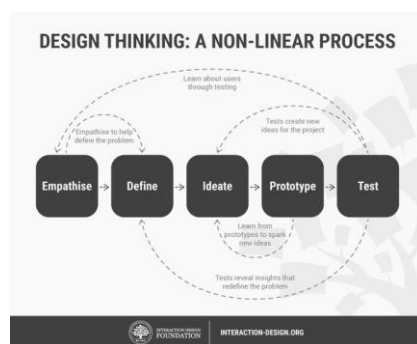 DESIGN THINKING: A NON-LINEAR PROCESS
Learn about users
through testing
Empathise to help
define the problem
Tests create new
ideas for the project
Empathise
Define
Ideate
Prototype
Test
Learn from
prototypes to spark
new ideas
Tests reveal insights that
redefine the problem
INTERACTION DESIGN
FOUNDATION
INTERACTION-DESIGN.ORG